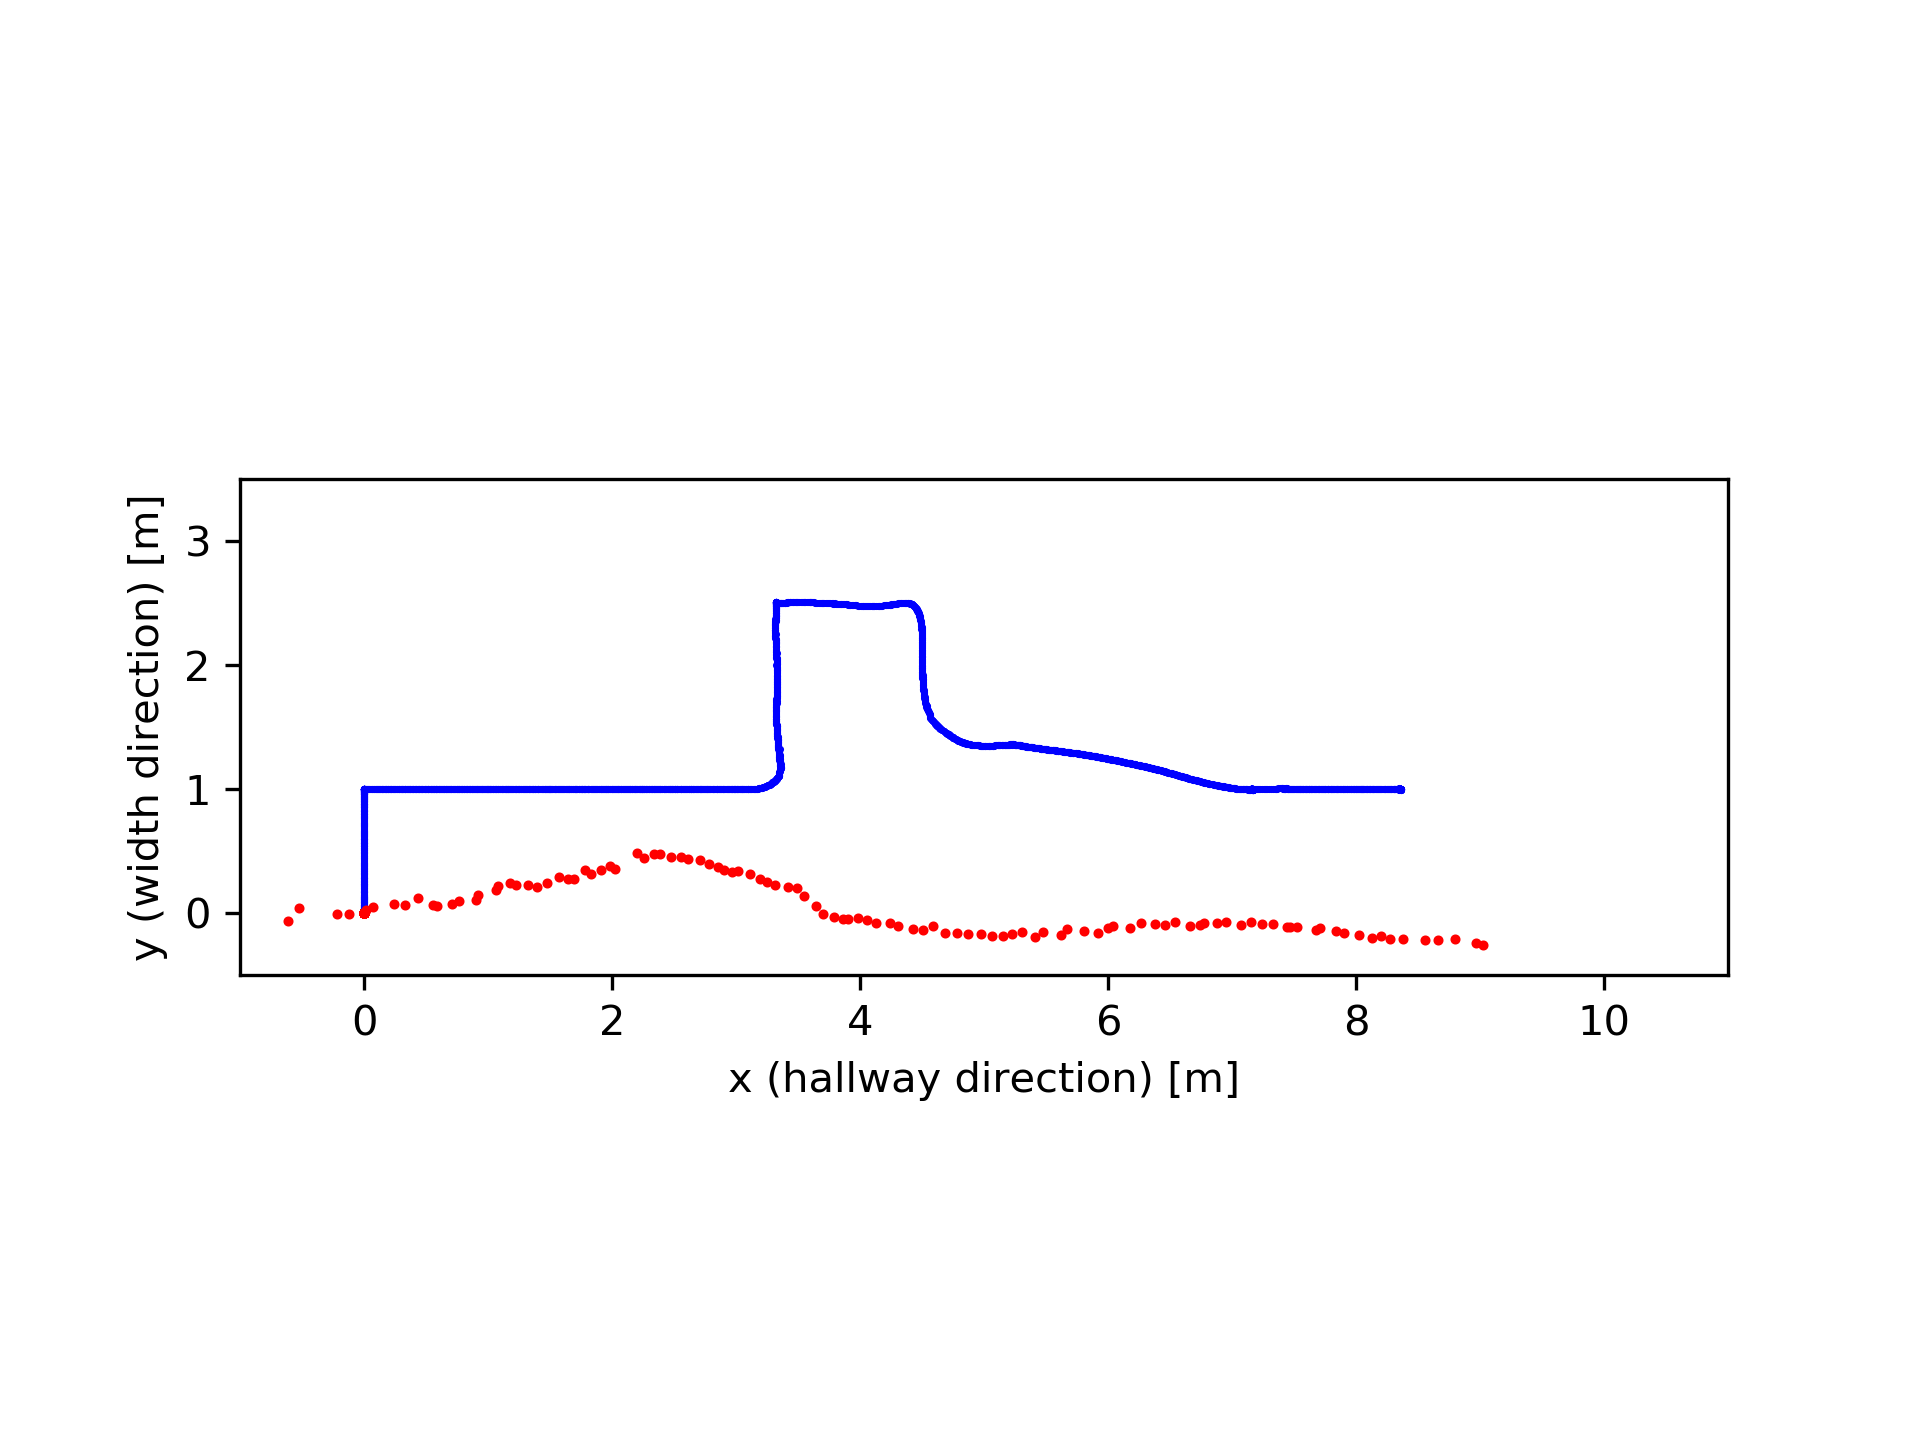 3
2
1
0
y (width direction) [m]
0 2 4 6 8 10
x (hallway direction) [m]